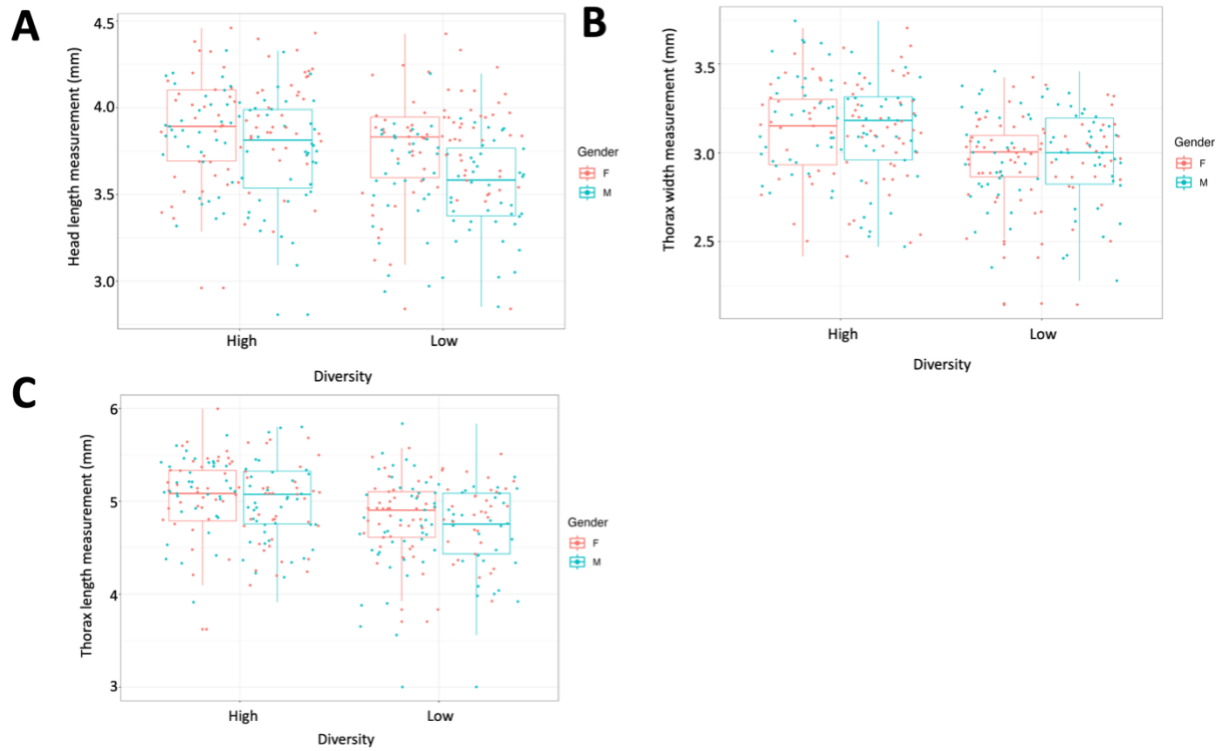 A
Head length measurement (mm)
4.5
4.0
3.5
3.0
High
Low
Diversity
Gender
F
M
B
Thorax width measurement (mm)
3.5
3.0
2.5
High
Low
Diversity
Gender
F
M
C
Thorax length measurement (mm)
6
5
4
3
High
Low
Diversity
Gender
F
M